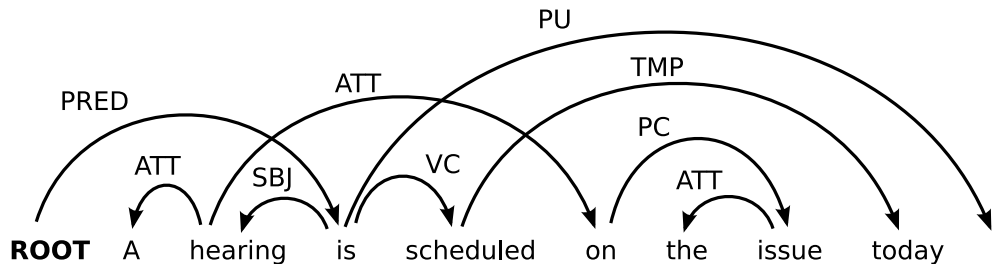 PU
TMP
ATT
PRED
PC
ATT
SBJ
VC
ATT
ROOT A hearing is scheduled on the issue today